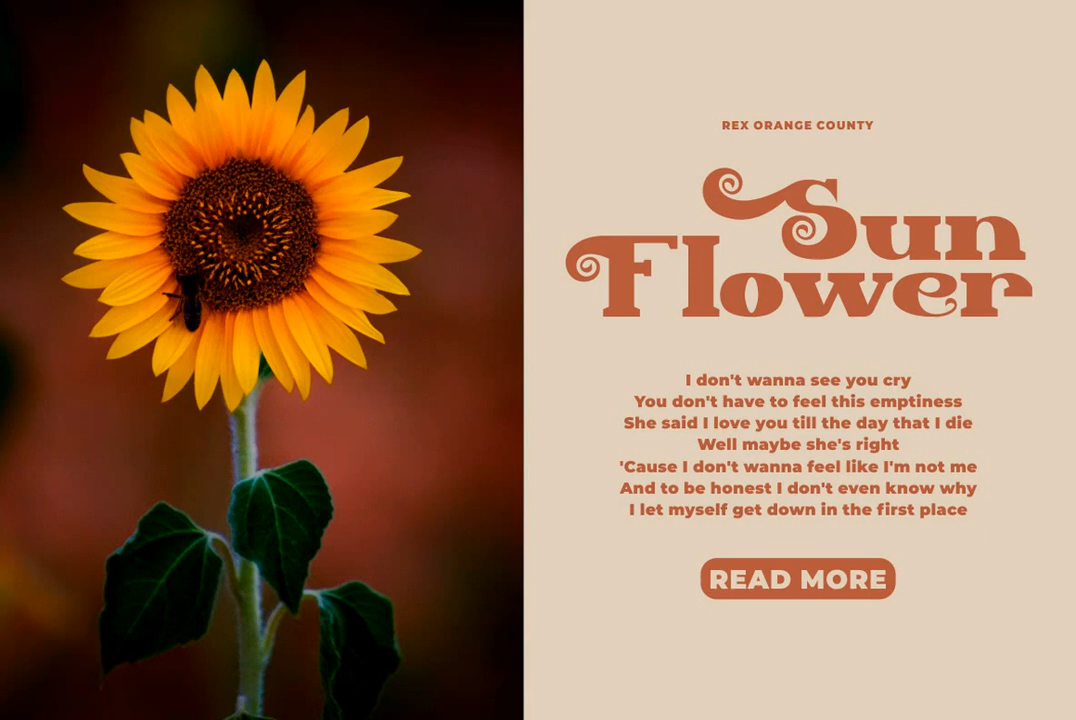 REX ORANGE COUNTY
Sun
Flower
I don't wanna see you cry
You don't have to feel this emptiness
She said I love you till the day that I die
Well maybe she's right
'Cause I don't wanna feel like I'm not me
And to be honest I don't even know why
I let myself get down in the first place
READ MORE